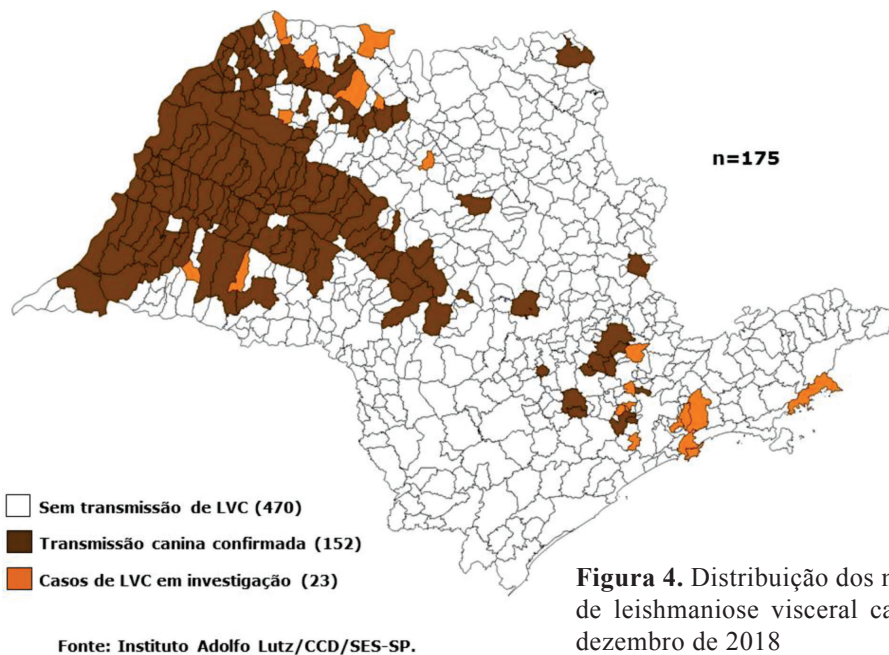 n=175
Sem transmissão de LVC (470)
Transmissão canina confirmada (152)
Casos de LVC em investigação (23)
Figura 4. Distribuição dos
de leishmaniose visceral
dezembro de 2018
Fonte: Instituto Adolfo Lutz/CCD/SES-SP.